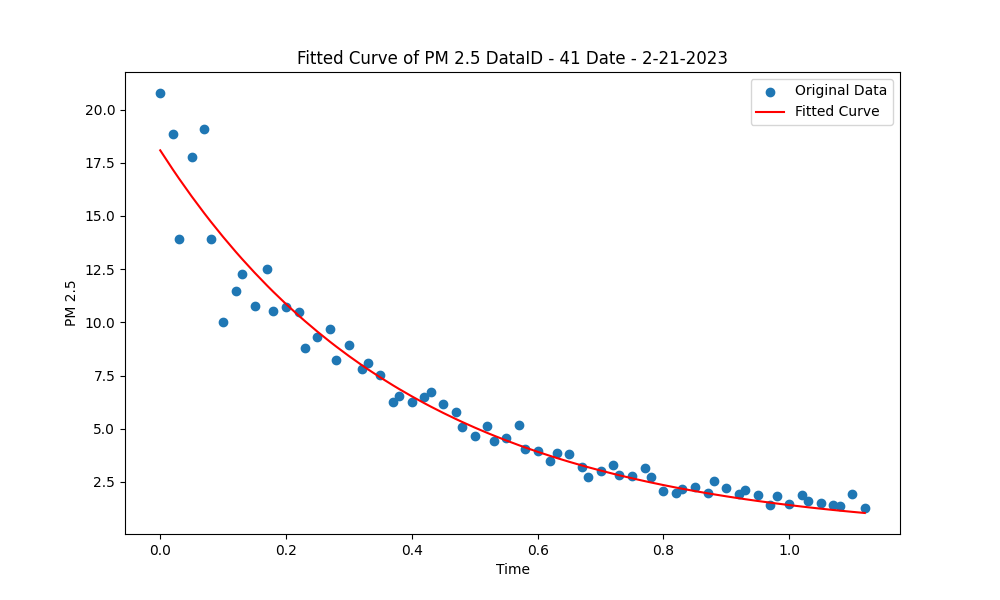 Fitted Curve of PM 2.5 DataID - 41 Date - 2-21-2023
Original Data
Fitted Curve
20.0
17.5
15.0
12.5
10.0
7.5
5.0
2.5
PM 2.5
0.0 0.2 0.4 0.6 0.8 1.0
Time